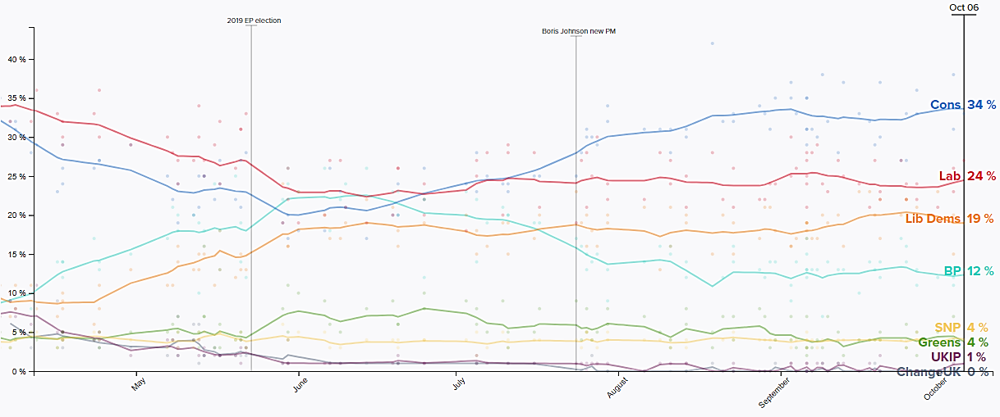 Oct 06
2019 EP election
Boris Johnson new PM
40 %
35 %
30 %
25 %
20 %
15 %
10 %
5 %
0 %
Cons 34 %
Lab 24 %
Lib Dems 19 %
BP 12 %
SNP 4 %
Greens 4 %
UKIP 1 %
ChangeUK 0 %
May
June
July
August
September
October